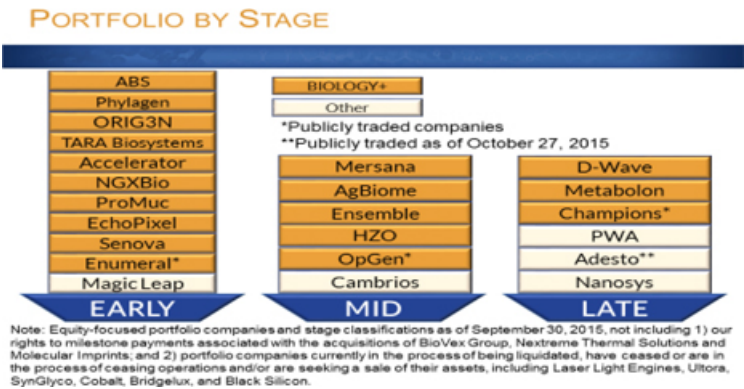 PORTFOLIO BY STAGE
ABS
Phylagen
ORIG3N
TARA Biosystems
Accelerator
NGXBio
ProMuc
EchoPixel
Senova
Enumeral*
Magic Leap
EARLY
BIOLOGY+
Other
*Publicly traded companies
**Publicly traded as of October 27, 2015
Mersana
AgBiome
Ensemble
HZO
OpGen*
Cambrios
MID
D-Wave
Metabolon
Champions*
PWA
Adesto**
Nanosys
LATE
Note: Equity-focused portfolio companies and stage classifications as of September 30, 2015, not including 1) our
rights to milestone payments associated with the acquisitions of BioVex Group, Nextreme Thermal Solutions and
Molecular Imprints; and 2) portfolio companies currently in the process of being liquidated, have ceased or are in
the process of ceasing operations and/or are seeking a sale of their assets, including Laser Light Engines, Ultora,
SynGlyco, Cobalt, Bridgelux, and Black Silicon.